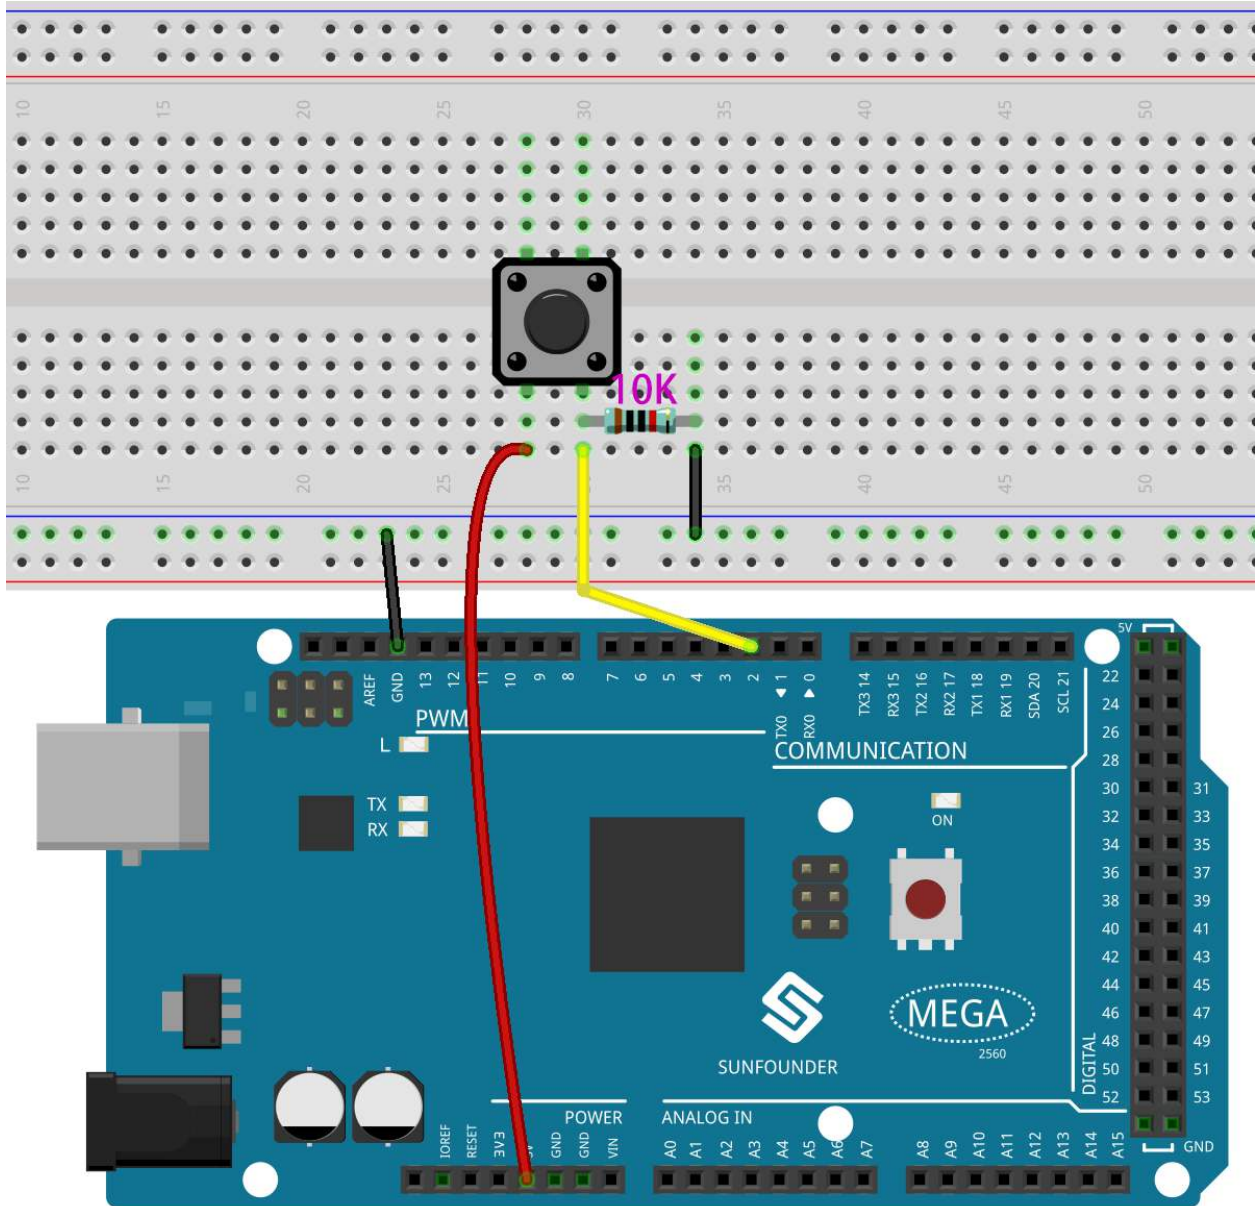 10 15 20 25 30 35 40 45 50
10K
10 15 20 25 35 40 45 50
5V
AREF GND 13 12 11 10 9 8 7 6 5 4 3 2 1 0 TX3 14 RX3 15 TX2 16 RX2 17 TX1 18 RX1 19 SDA 20 SCL 21
TX0 RX0
PWM
COMMUNICATION
L
TX
RX
ON
22
24
26
28
30 31
32 33
34 35
36 37
38 39
40 41
42 43
44 45
46 47
48 49
50 51
52 53
DIGITAL
GND
MEGA
2560
SUNFOUNDER
POWER ANALOG IN
IOREF RESET 3V3 GND GND VIN A0 A1 A2 A3 A4 A5 A6 A7 A8 A9 A10 A11 A12 A13 A14 A15